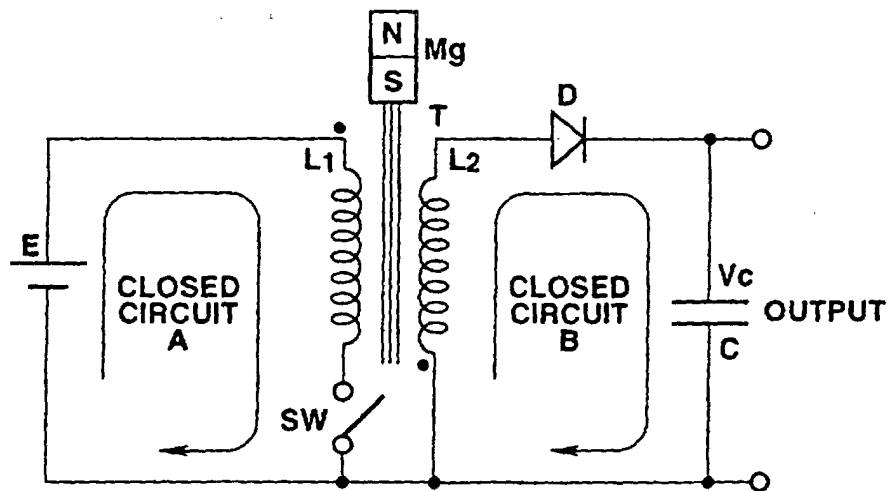 N
S
Mg
T
D
L1
L2
E
CLOSED
CIRCUIT
A
CLOSED
CIRCUIT
B
Vc
C
OUTPUT
SW